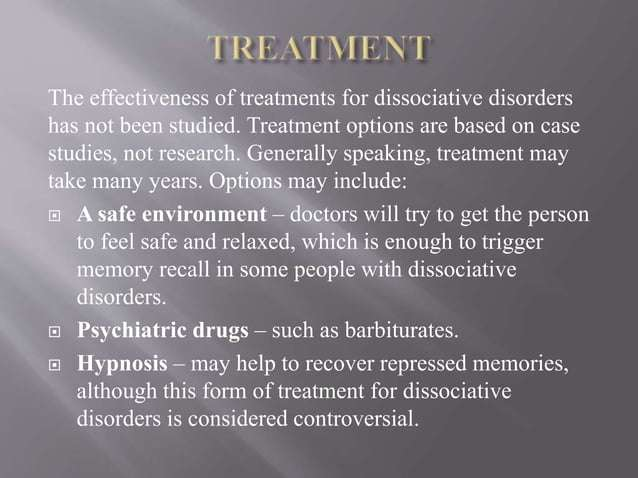 TREATMENT
The effectiveness of treatments for dissociative disorders
has not been studied. Treatment options are based on case
studies, not research. Generally speaking, treatment may
take many years. Options may include:
A safe environment – doctors will try to get the person
to feel safe and relaxed, which is enough to trigger
memory recall in some people with dissociative
disorders.
Psychiatric drugs – such as barbiturates.
Hypnosis – may help to recover repressed memories,
although this form of treatment for dissociative
disorders is considered controversial.